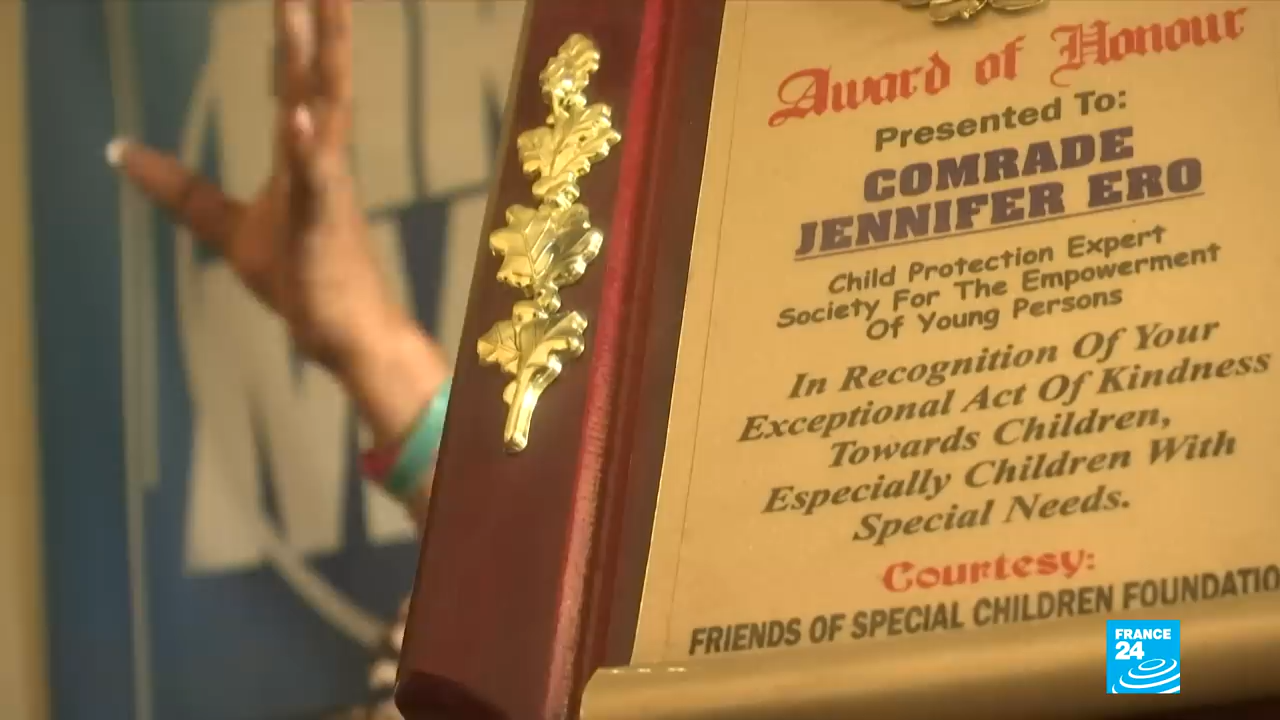 Award of Honour
Presented To:
COMRADE
JENNIFER ERO
Child Protection Expert
Society For The Empowerment
Of Young Persons
In Recognition Of Your
Exceptional Act Of Kindness
Towards Children,
Especially Children With
Special Needs.
Courtesy:
FRIENDS OF SPECIAL CHILDREN FOUNDATIO
FRANCE
24